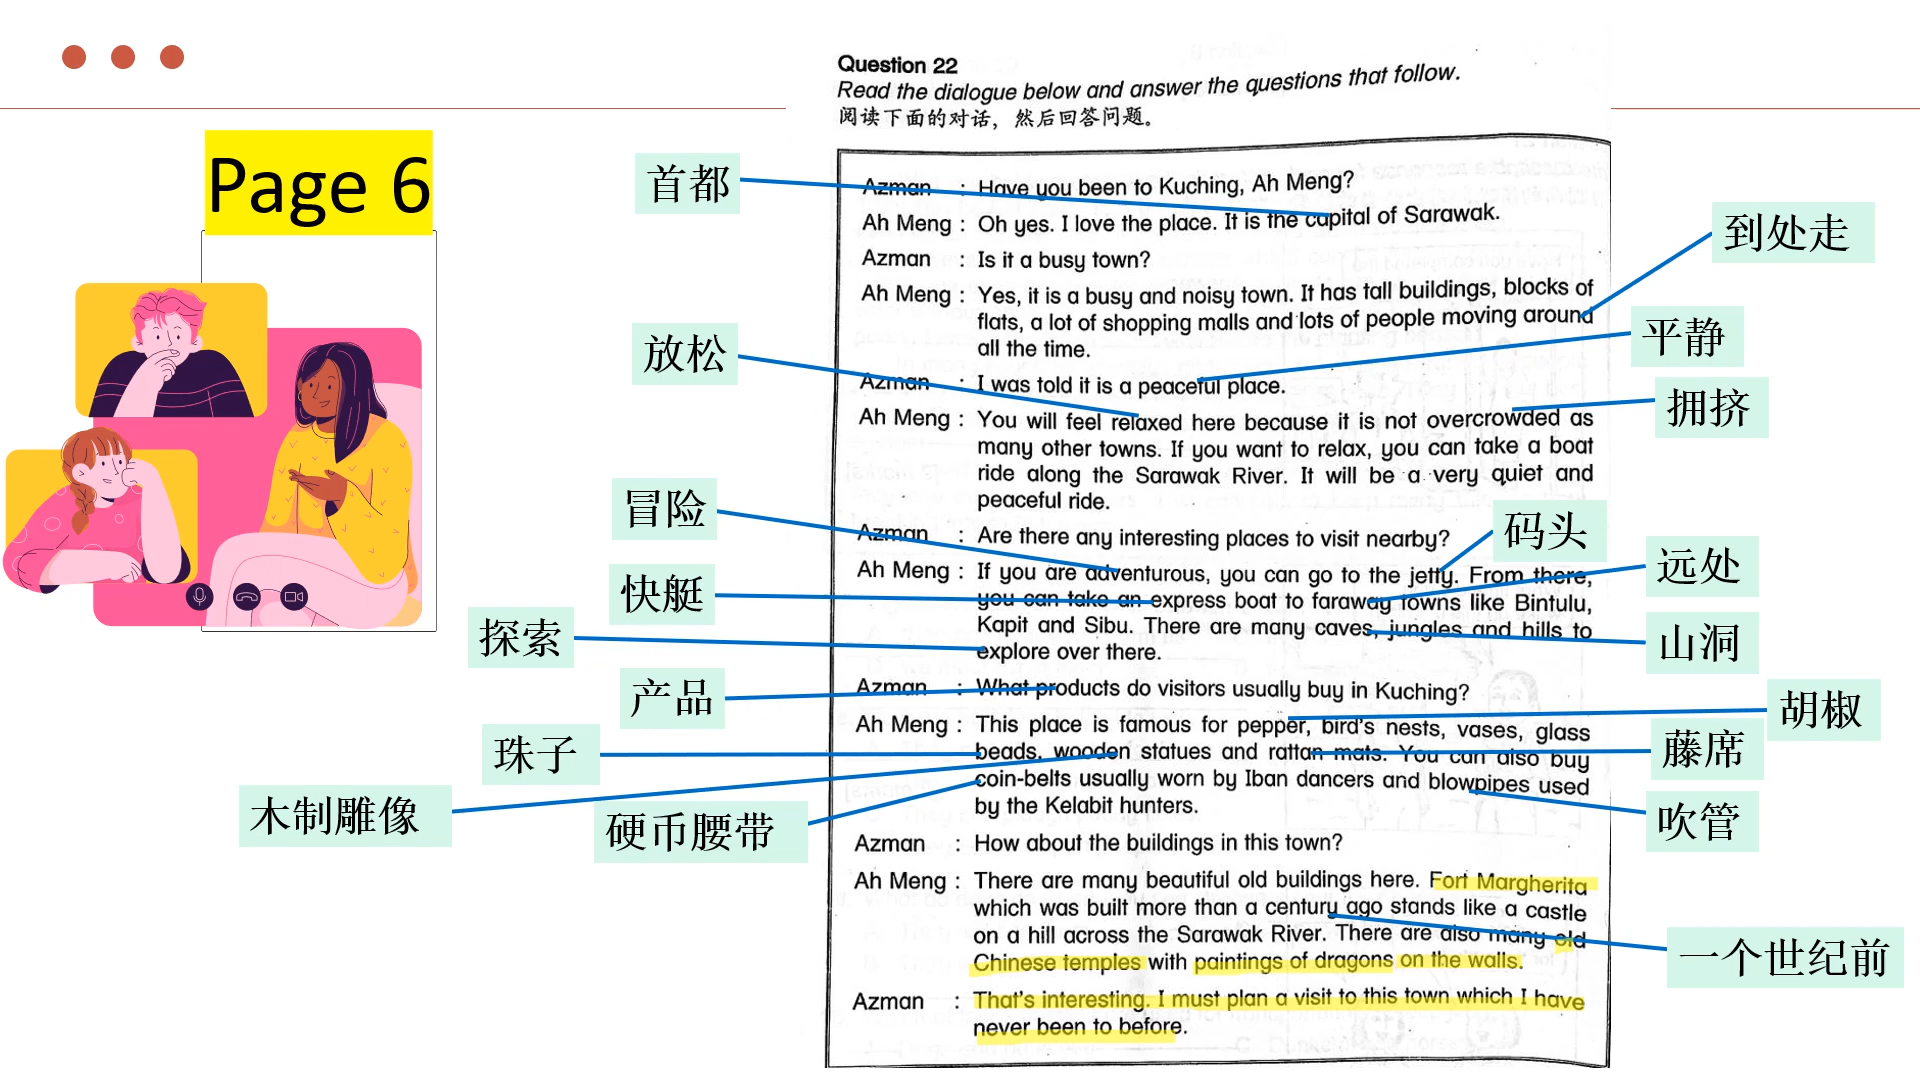 Page 6
Question 22
Read the dialogue below and answer the questions that follow.
阅读下面的对话，然后回答问题。
Azman : Have you been to Kuching, Ah Meng?
Ah Meng : Oh yes. I love the place. It is the capital of Sarawak.
Azman : Is it a busy town?
Ah Meng : Yes, it is a busy and noisy town. It has tall buildings, blocks of
flats, a lot of shopping malls and lots of people moving around
all the time.
Azman : I was told it is a peaceful place.
Ah Meng : You will feel relaxed here because it is not overcrowded as
many other towns. If you want to relax, you can take a boat
ride along the Sarawak River. It will be a very quiet and
peaceful ride.
Azman : Are there any interesting places to visit nearby?
Ah Meng : If you are adventurous, you can go to the jetty. From there,
you can take an express boat to faraway towns like Bintulu,
Kapit and Sibu. There are many caves, jungles and hills to
explore over there.
Azman : What products do visitors usually buy in Kuching?
Ah Meng : This place is famous for pepper, bird's nests, vases, glass
beads, wooden statues and rattan mats. You can also buy
coin-belts usually worn by Iban dancers and blowpipes used
by the Kelabit hunters.
Azman : How about the buildings in this town?
Ah Meng : There are many beautiful old buildings here. Fort Margherita
which was built more than a century ago stands like a castle
on a hill across the Sarawak River. There are also many old
Chinese temples with paintings of dragons on the walls.
Azman : That's interesting. I must plan a visit to this town which I have
never been to before.
首都
放松
冒险
快艇
探索
产品
珠子
木制雕像
硬币腰带
到处走
平静
拥挤
码头
远处
山洞
胡椒
藤席
吹管
一个世纪前